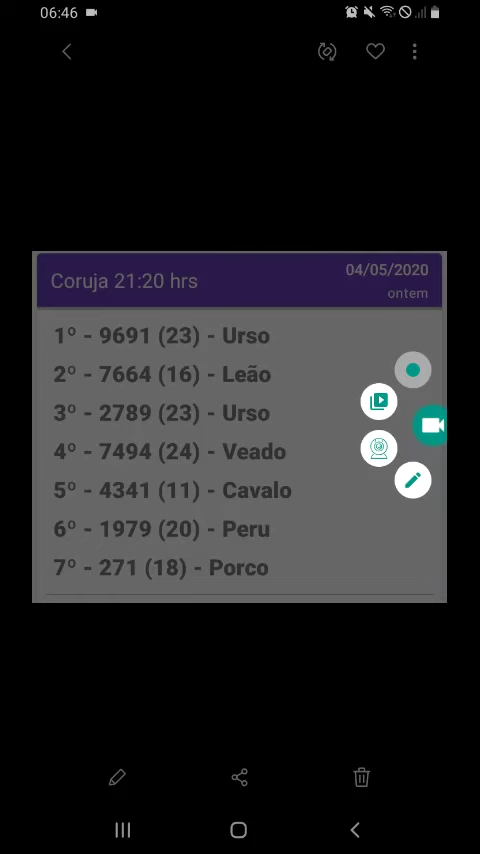 06:46
Coruja 21:20 hrs
04/05/2020
ontem
1º - 9691 (23) - Urso
2º - 7664 (16) - Leão
3º - 2789 (23) - Urso
4º - 7494 (24) - Veado
5º - 4341 (11) - Cavalo
6º - 1979 (20) - Peru
7º - 271 (18) - Porco